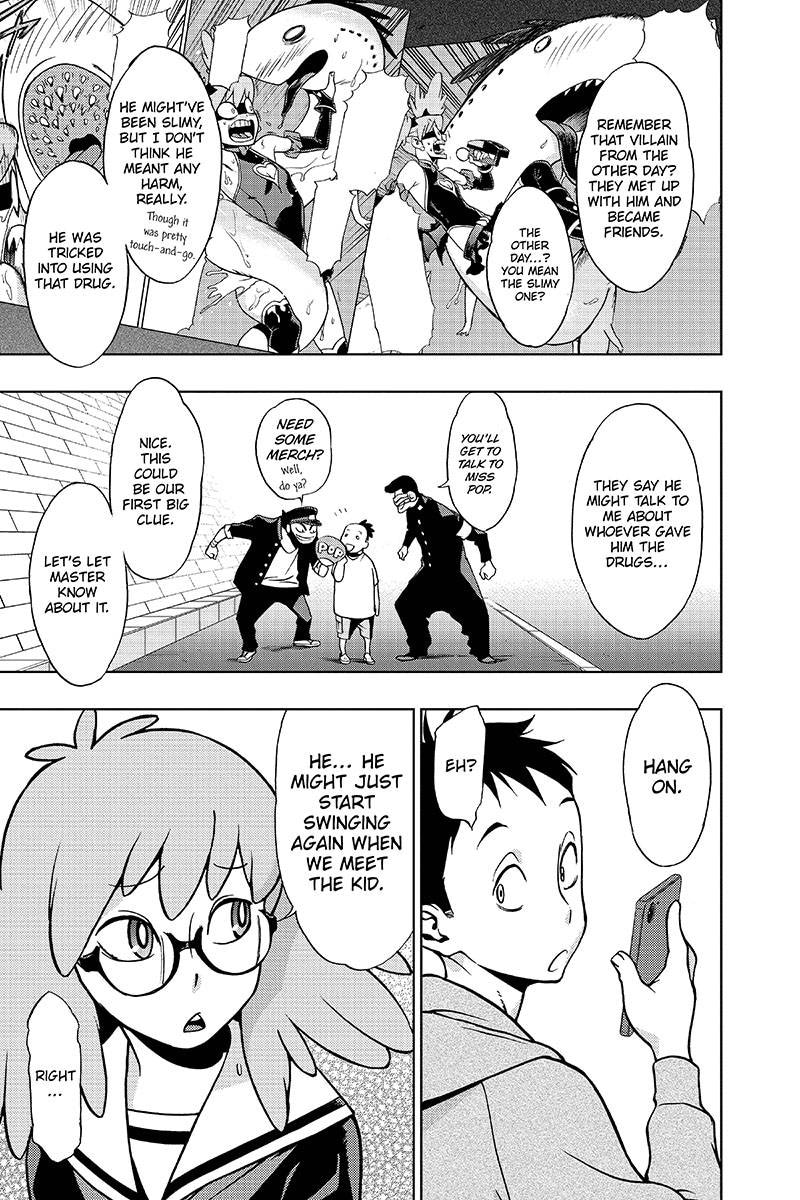 REMEMBER
THAT VILLAIN
FROM THE
OTHER DAY?
THEY MET UP
WITH HIM AND
BECAME
FRIENDS.
THE
OTHER
DAY...?
YOU MEAN
THE SLIMY
ONE?
HE MIGHT'VE
BEEN SLIMY,
BUT I DON'T
THINK HE
MEANT ANY
HARM,
REALLY.
Though it
was pretty
touch-and-go.
HE WAS
TRICKED
INTO USING
THAT DRUG.
THEY SAY HE
MIGHT TALK TO
ME ABOUT
WHOEVER GAVE
HIM THE
DRUGS...
YOU'LL
GET TO
TALK TO
MISS
POP.
NEED
SOME
MERCH?
Well,
do ya?
POP
NICE.
THIS
COULD
BE OUR
FIRST BIG
CLUE.
LET'S LET
MASTER
KNOW
ABOUT IT.
HANG
ON.
EH?
HE... HE
MIGHT JUST
START
SWINGING
AGAIN WHEN
WE MEET
THE KID.
RIGHT
...